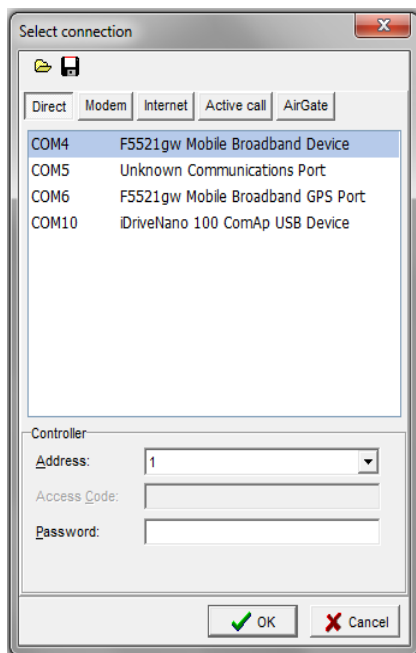 Select connection
Direct Modem Internet Active call AirGate
COM4 F5521gw Mobile Broadband Device
COM5 Unknown Communications Port
COM6 F5521gw Mobile Broadband GPS Port
COM10 iDriveNano 100 ComAp USB Device
Controller
Address: 1
Access Code:
Password:
OK Cancel